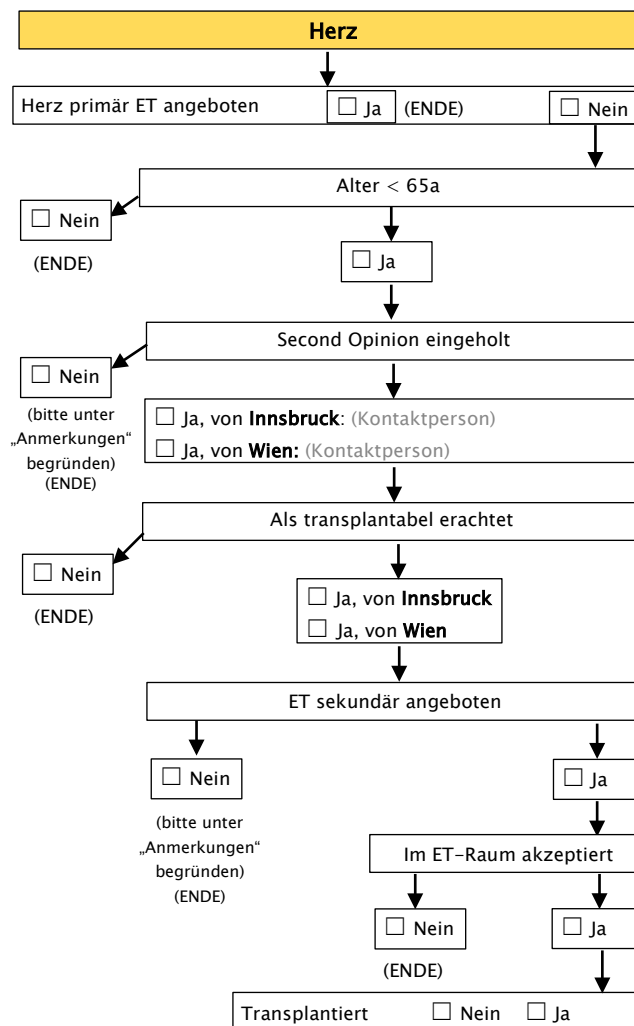 Herz
Herz primär ET angeboten ☐ Ja (ENDE) ☐ Nein
Alter < 65a
☐ Nein
(ENDE)
☐ Ja
Second Opinion eingeholt
☐ Nein
(bitte unter
„Anmerkungen“
begründen)
(ENDE)
☐ Ja, von Innsbruck: (Kontaktperson)
☐ Ja, von Wien: (Kontaktperson)
Als transplantabel erachtet
☐ Nein
(ENDE)
☐ Ja, von Innsbruck
☐ Ja, von Wien
ET sekundär angeboten
☐ Nein
(bitte unter
„Anmerkungen“
begründen)
(ENDE)
☐ Ja
Im ET-Raum akzeptiert
☐ Nein
(ENDE)
☐ Ja
Transplantiert ☐ Nein ☐ Ja